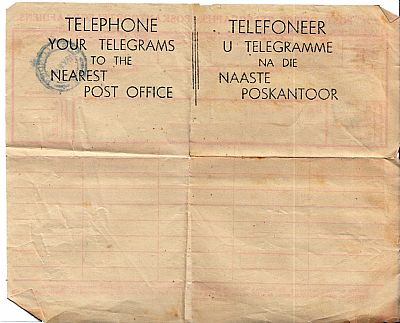 TELEPHONE
YOUR TELEGRAMS
TO THE
NEAREST
POST OFFICE
TELEFONEER
U TELEGRAMME
NA DIE
NAASTE
POSKANTOOR